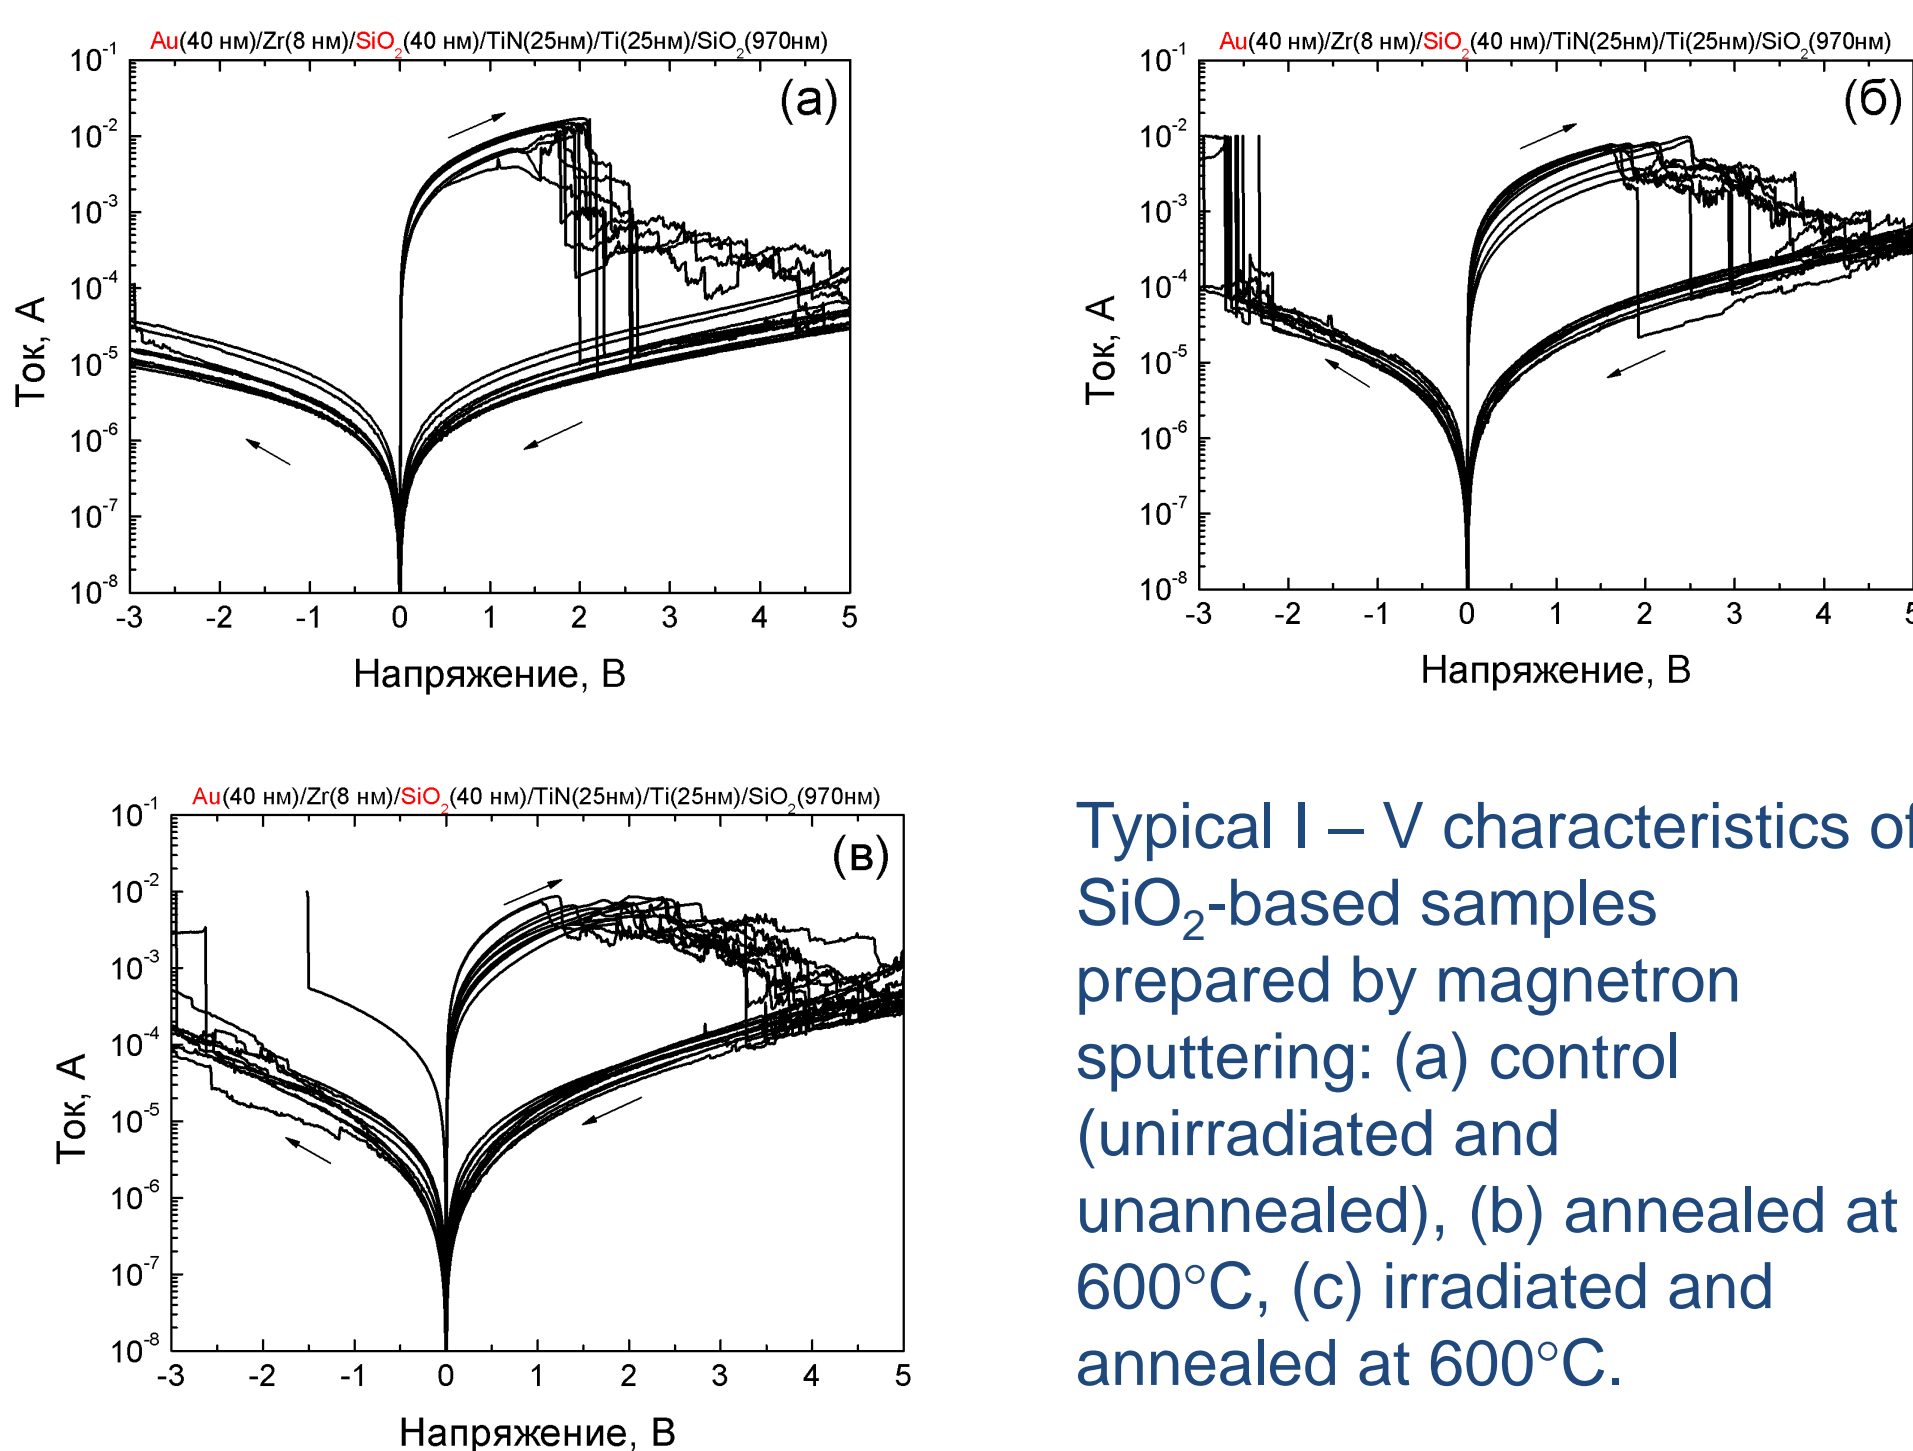 Au(40 нм)/Zr(8 нм)/SiO2(40 нм)/TiN(25нм)/Ti(25нм)/SiO2(970нм)
(а)
10-1
10-2
10-3
10-4
10-5
10-6
10-7
10-8
Ток, А
-3 -2 -1 0 1 2 3 4 5
Напряжение, В
Au(40 нм)/Zr(8 нм)/SiO2(40 нм)/TiN(25нм)/Ti(25нм)/SiO2(970нм)
(б)
10-1
10-2
10-3
10-4
10-5
10-6
10-7
10-8
Ток, А
-3 -2 -1 0 1 2 3 4 5
Напряжение, В
Au(40 нм)/Zr(8 нм)/SiO2(40 нм)/TiN(25нм)/Ti(25нм)/SiO2(970нм)
(в)
10-1
10-2
10-3
10-4
10-5
10-6
10-7
10-8
Ток, А
-3 -2 -1 0 1 2 3 4 5
Напряжение, В
Typical I – V characteristics of
SiO2-based samples
prepared by magnetron
sputtering: (a) control
(unirradiated and
unannealed), (b) annealed at
600°C, (c) irradiated and
annealed at 600°C.